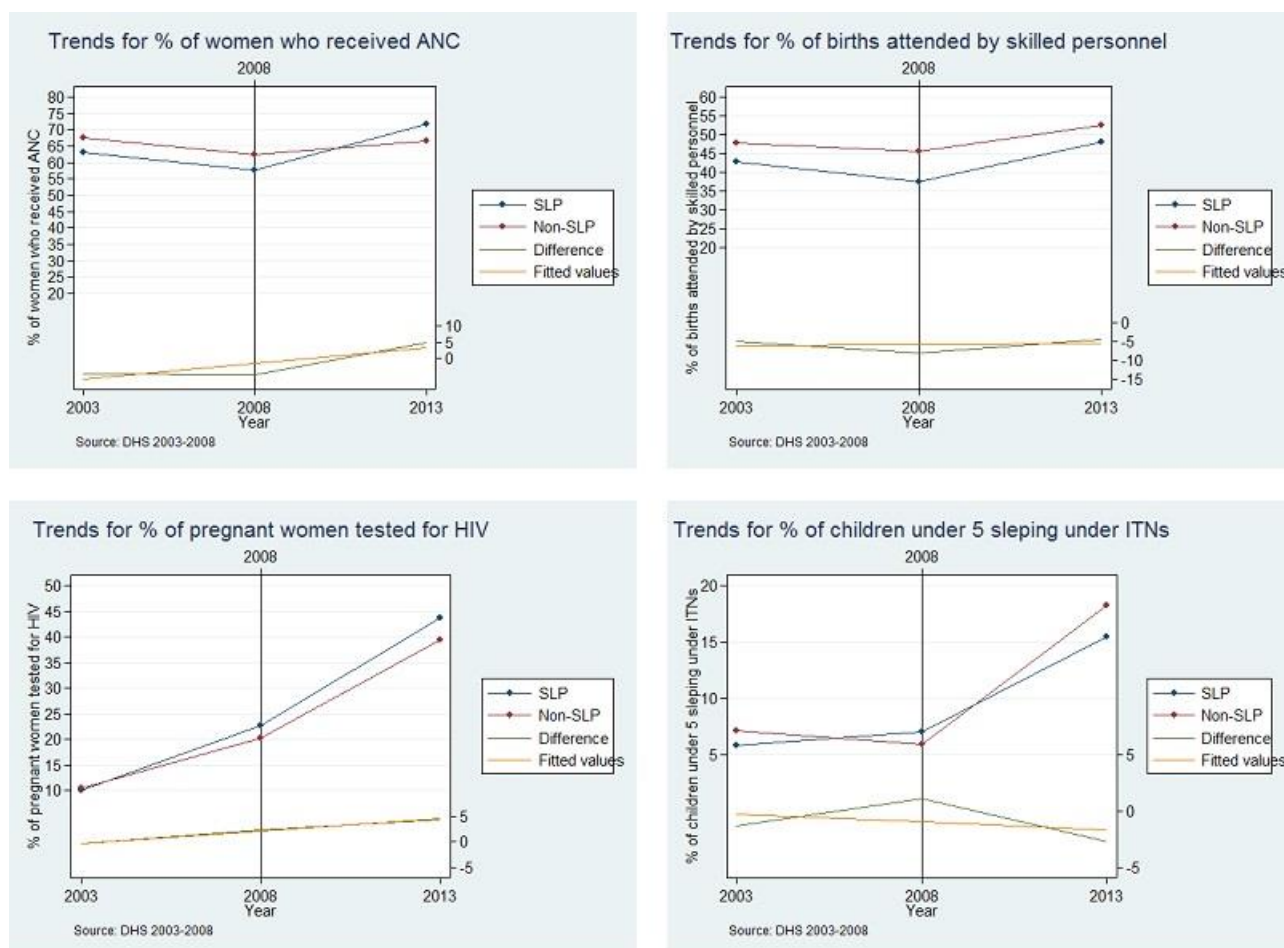 Trends for % of women who received ANC
2008
% of women who received ANC
80
75
70
65
60
55
50
45
40
35
30
25
20
10
5
0
2003
2008
2013
Year
SLP
Non-SLP
Difference
Fitted values
Source: DHS 2003-2008
Trends for % of births attended by skilled personnel
2008
% of births attended by skilled personnel
60
55
50
45
40
35
30
25
20
0
-5
-10
-15
2003
2008
2013
Year
SLP
Non-SLP
Difference
Fitted values
Source: DHS 2003-2008
Trends for % of pregnant women tested for HIV
2008
% of pregnant women tested for HIV
50
45
40
35
30
25
20
15
10
5
0
-5
2003
2008
2013
Year
SLP
Non-SLP
Difference
Fitted values
Source: DHS 2003-2008
Trends for % of children under 5 sleping under ITNs
2008
% of children under 5 sleping under ITNs
20
15
10
5
5
0
-5
2003
2008
2013
Year
SLP
Non-SLP
Difference
Fitted values
Source: DHS 2003-2008